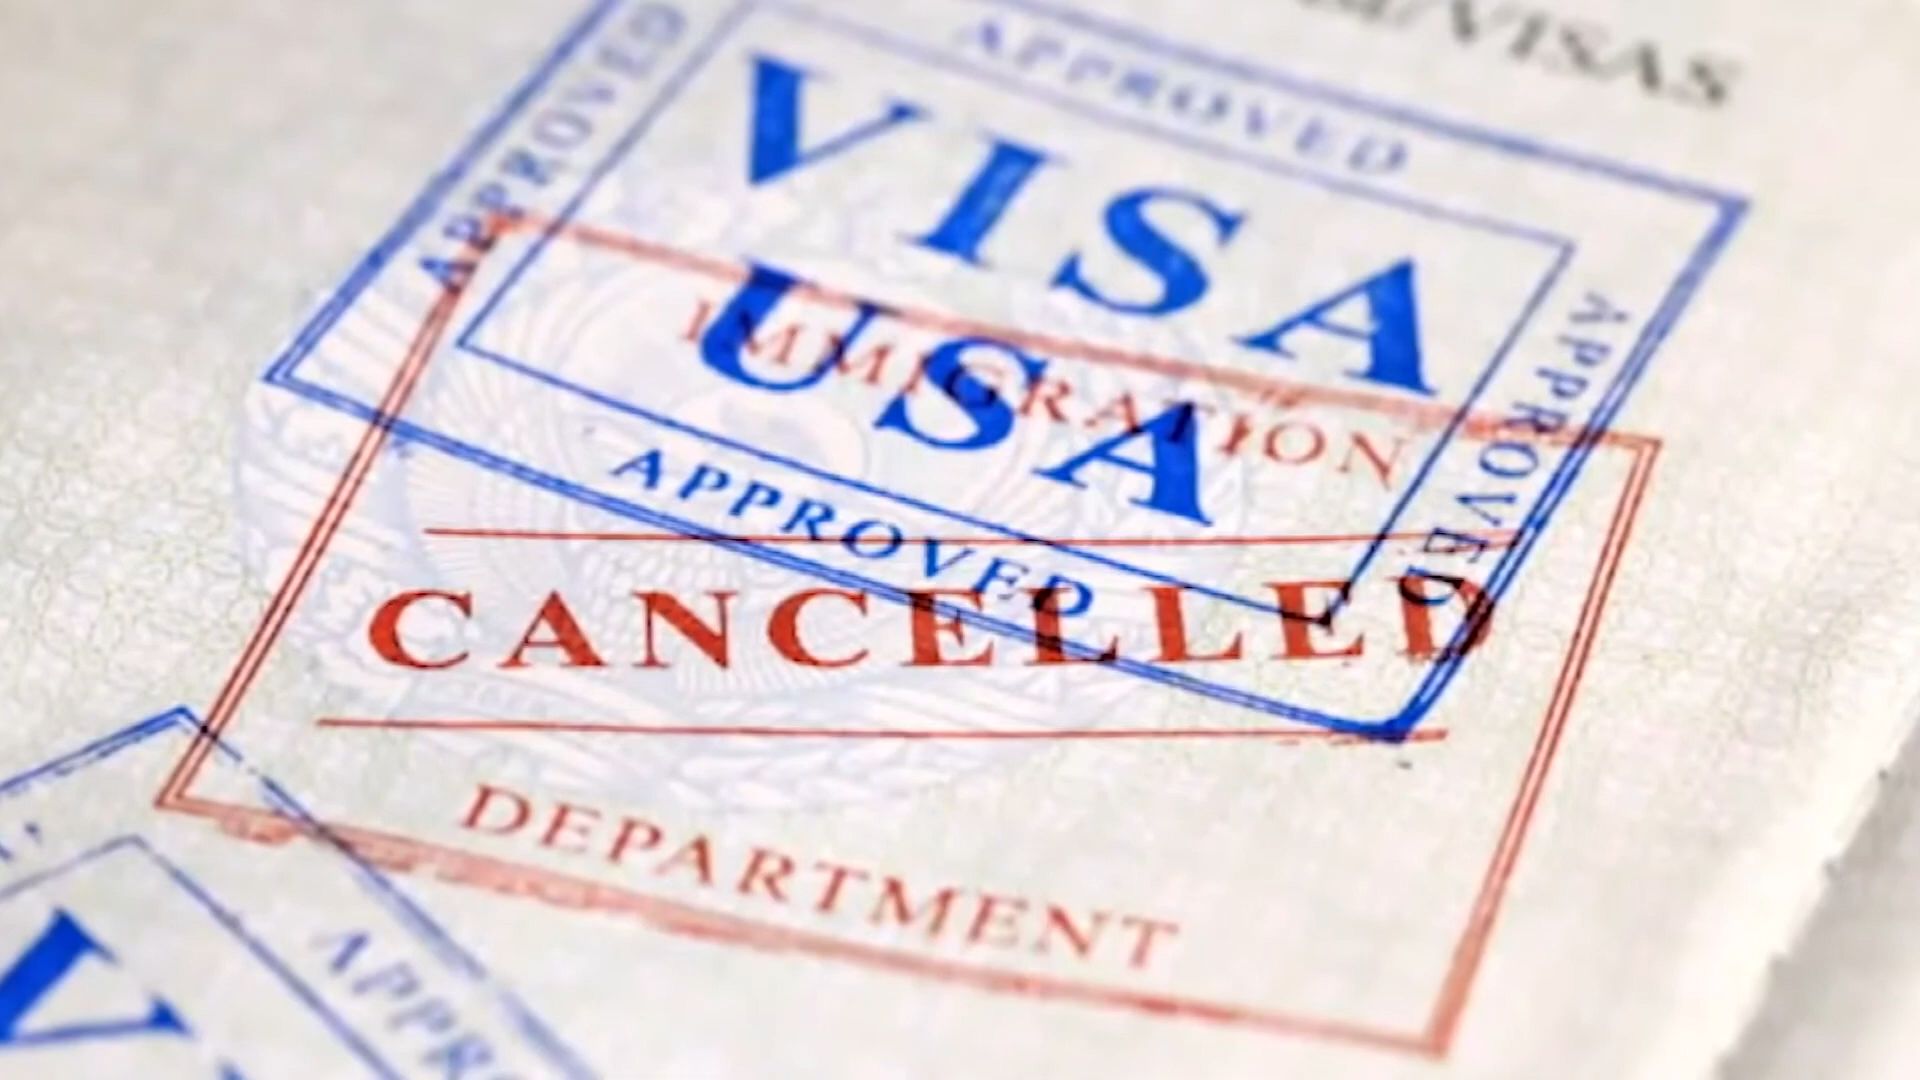 VISAS
APPROVED
APPROVED
VISA
USA
APPROVED
APPROVED
IMMIGRATION
CANCELLED
DEPARTMENT
V
APPRO